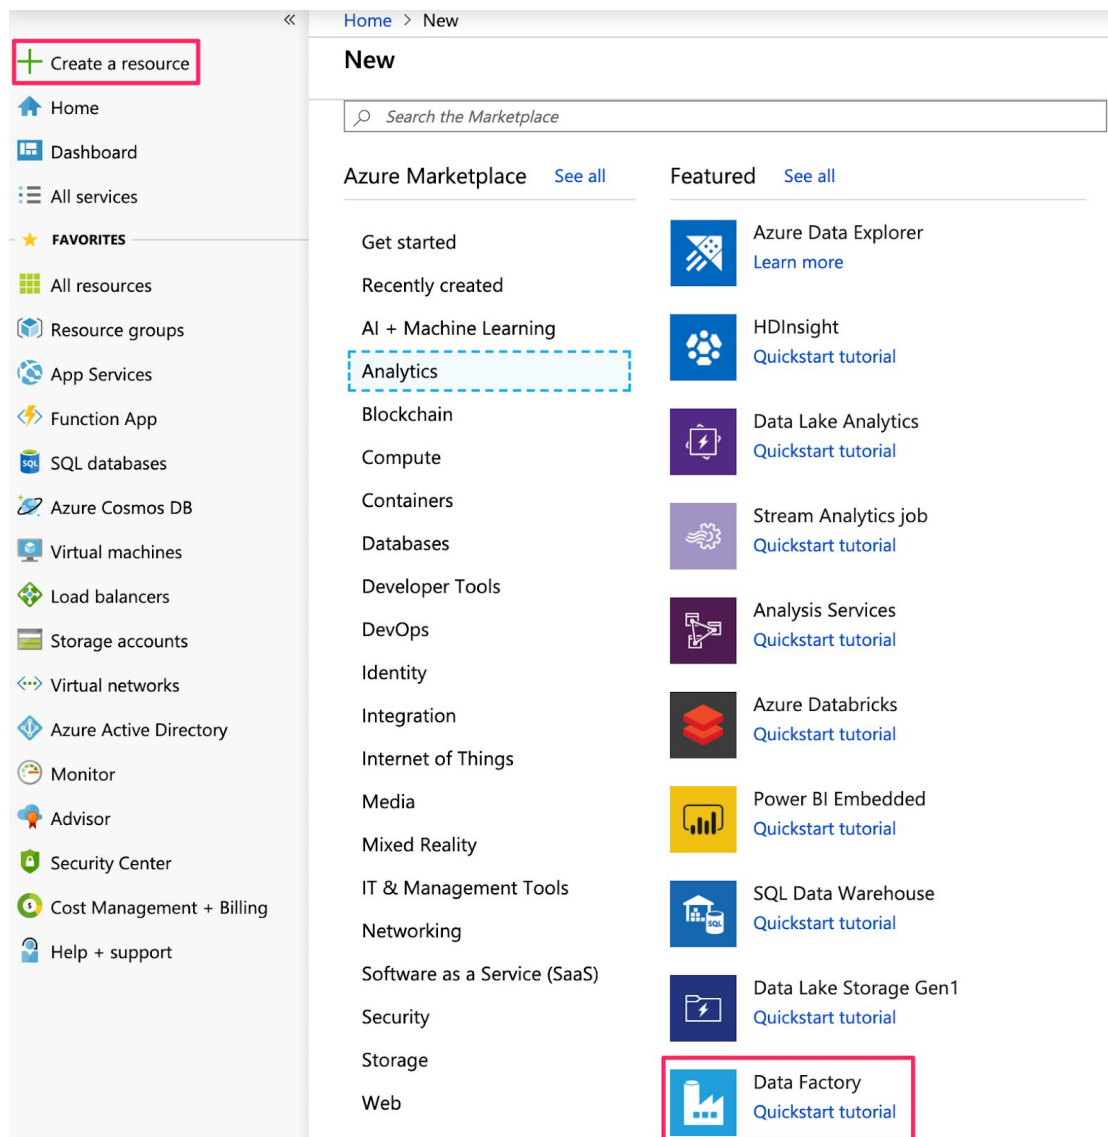 «
Create a resource
Home
Dashboard
All services
FAVORITES
All resources
Resource groups
App Services
Function App
SQL databases
Azure Cosmos DB
Virtual machines
Load balancers
Storage accounts
Virtual networks
Azure Active Directory
Monitor
Advisor
Security Center
Cost Management + Billing
Help + support
Home > New
New
Search the Marketplace
Azure Marketplace See all
Get started
Recently created
AI + Machine Learning
Analytics
Blockchain
Compute
Containers
Databases
Developer Tools
DevOps
Identity
Integration
Internet of Things
Media
Mixed Reality
IT & Management Tools
Networking
Software as a Service (SaaS)
Security
Storage
Web
Featured See all
Azure Data Explorer
Learn more
HDInsight
Quickstart tutorial
Data Lake Analytics
Quickstart tutorial
Stream Analytics job
Quickstart tutorial
Analysis Services
Quickstart tutorial
Azure Databricks
Quickstart tutorial
Power BI Embedded
Quickstart tutorial
SQL Data Warehouse
Quickstart tutorial
Data Lake Storage Gen1
Quickstart tutorial
Data Factory
Quickstart tutorial